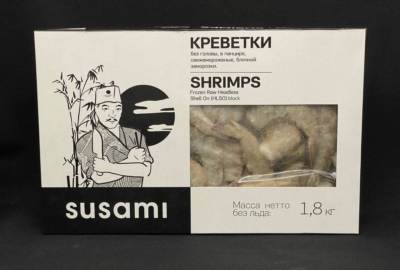 КРЕВЕТКИ
без головы, в панцире,
свежемороженые, блочной
заморозки.
SHRIMPS
Frozen Raw Headless
Shell On (HLSO) block
susami
Масса нетто
без льда:
1,8 кг